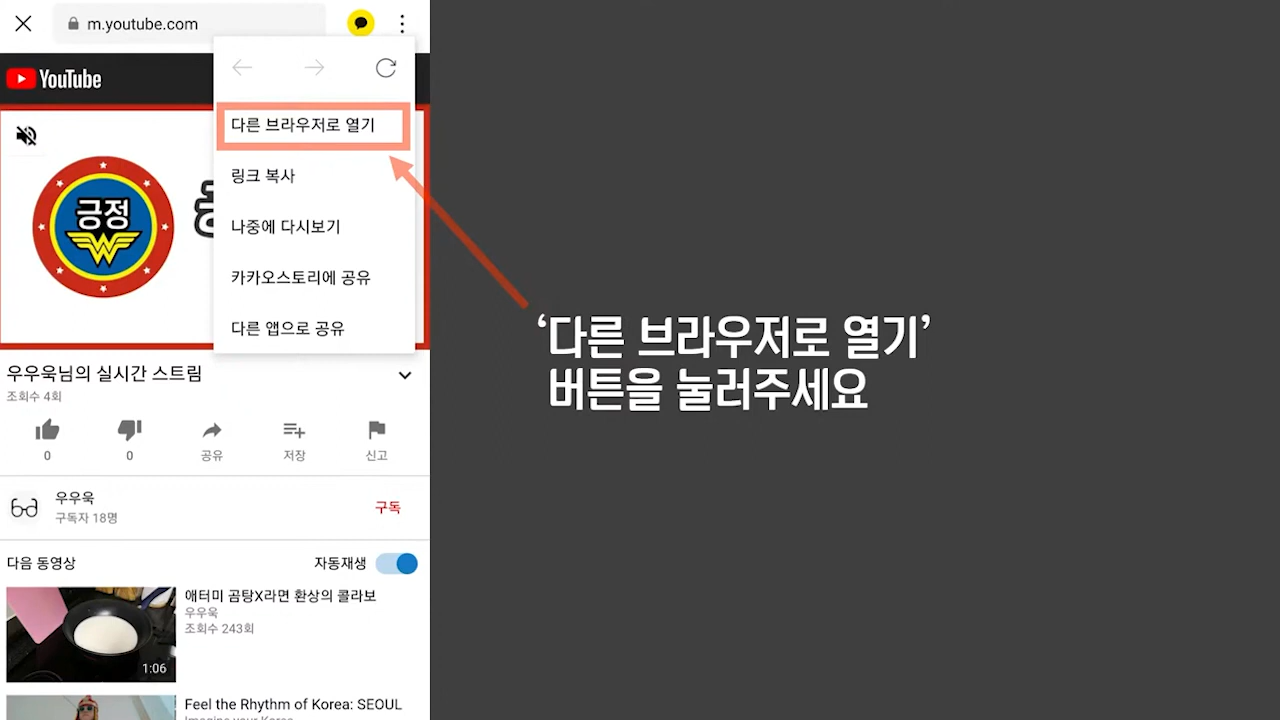 m.youtube.com
YouTube
다른 브라우저로 열기
링크 복사
나중에 다시보기
카카오스토리에 공유
다른 앱으로 공유
긍정
우우욱님의 실시간 스트림
조회수 4회
0
0
공유
저장
신고
우우욱
구독자 18명
구독
다음 동영상
자동재생
애터미 곰탕X라면 환상의 콜라보
우우욱
조회수 243회
1:06
Feel the Rhythm of Korea: SEOUL
Imagine your Korea
‘다른 브라우저로 열기’
버튼을 눌러주세요